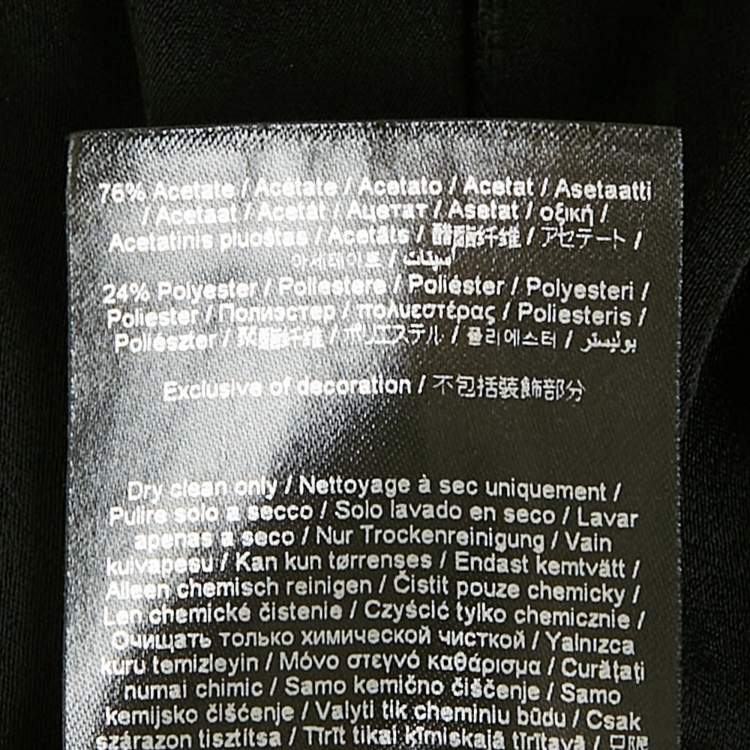 76% Acetate / Acetate / Acetato / Acetat / Asetaatti
/ Acetaat / Acetát / Ацетат / Asetat / οξική /
Acetatinis pluoštas / Acetāts / 醋酯纤维 / アセテート /
아세테이트 / أسيتات
24% Polyester / Poliestere / Poliéster / Polyesteri /
Poliester / Полиэстер / πολυεστέρας / Poliesteris /
Poliészter / 聚酯纤维 / ポリエステル / 폴리에스터 / بوليستر
Exclusive of decoration / 不包括裝飾部分
Dry clean only / Nettoyage à sec uniquement /
Pulire solo a secco / Solo lavado en seco / Lavar
apenas a seco / Nur Trockenreinigung / Vain
kuivapesu / Kan kun tørrenses / Endast kemtvätt /
Alleen chemisch reinigen / Čistit pouze chemicky /
Len chemické čistenie / Czyścić tylko chemicznie /
Очищать только химической чисткой / Yalnızca
kuru temizleyin / Μόνο στεγνό καθάρισμα / Curățați
numai chimic / Samo kemično čiščenje / Samo
kemijsko čišćenje / Valyti tik cheminiu būdu / Csak
szárazon tisztítsa / Tīrīt tikai ķīmiskajā tīrītavā /